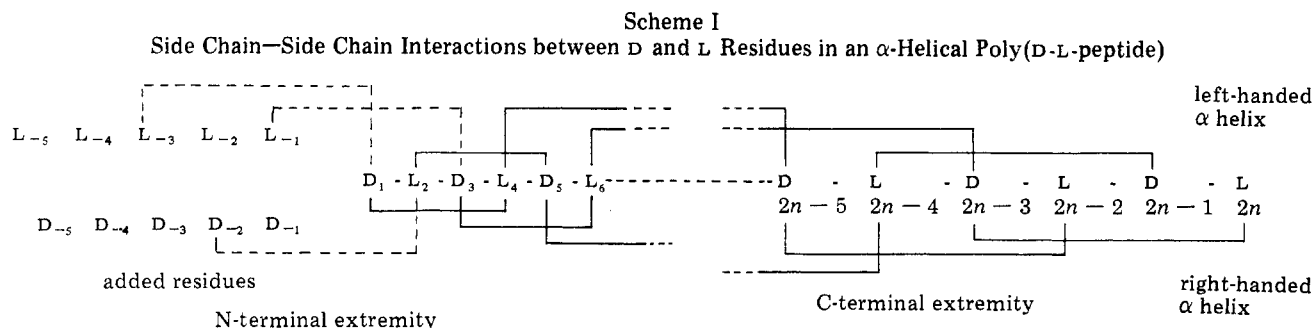 Scheme I
Side Chain—Side Chain Interactions between D and L Residues in an α-Helical Poly(D-L-peptide)
left-handed
α helix
L₋₅ L₋₄ L₋₃ L₋₂ L₋₁
D₁ - L₂ - D₃ - L₄ - D₅ - L₆ D - L - D - L - D - L
2n − 5 2n − 4 2n − 3 2n − 2 2n − 1 2n
D₋₅ D₋₄ D₋₃ D₋₂ D₋₁
added residues
N-terminal extremity
C-terminal extremity
right-handed
α helix